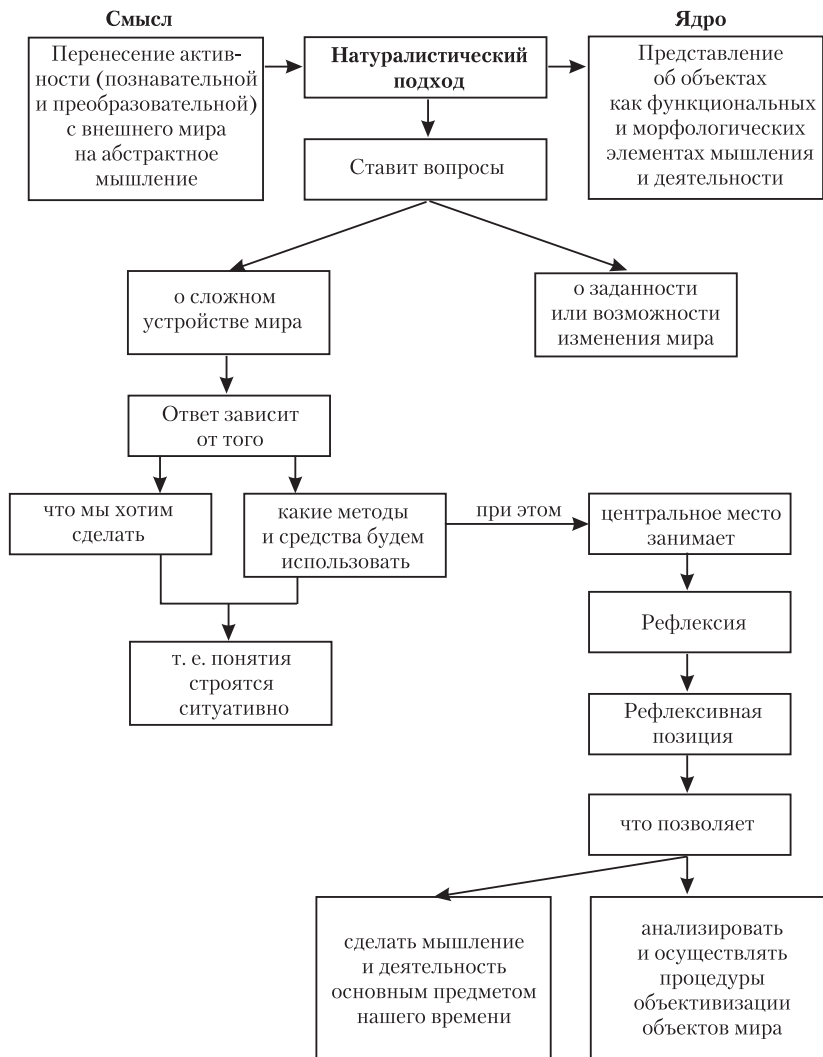 Смысл
Перенесение актив-
ности (познавательной
и преобразовательной)
с внешнего мира
на абстрактное
мышление
Натуралистический
подход
Ядро
Представление
об объектах
как функциональных
и морфологических
элементах мышления
и деятельности
Ставит вопросы
о сложном
устройстве мира
о заданности
или возможности
изменения мира
Ответ зависит
от того
что мы хотим
сделать
какие методы
и средства будем
использовать
при этом
центральное место
занимает
т. е. понятия
строятся
ситуативно
Рефлексия
Рефлексивная
позиция
что позволяет
сделать мышление
и деятельность
основным предметом
нашего времени
анализировать
и осуществлять
процедуры
объективизации
объектов мира